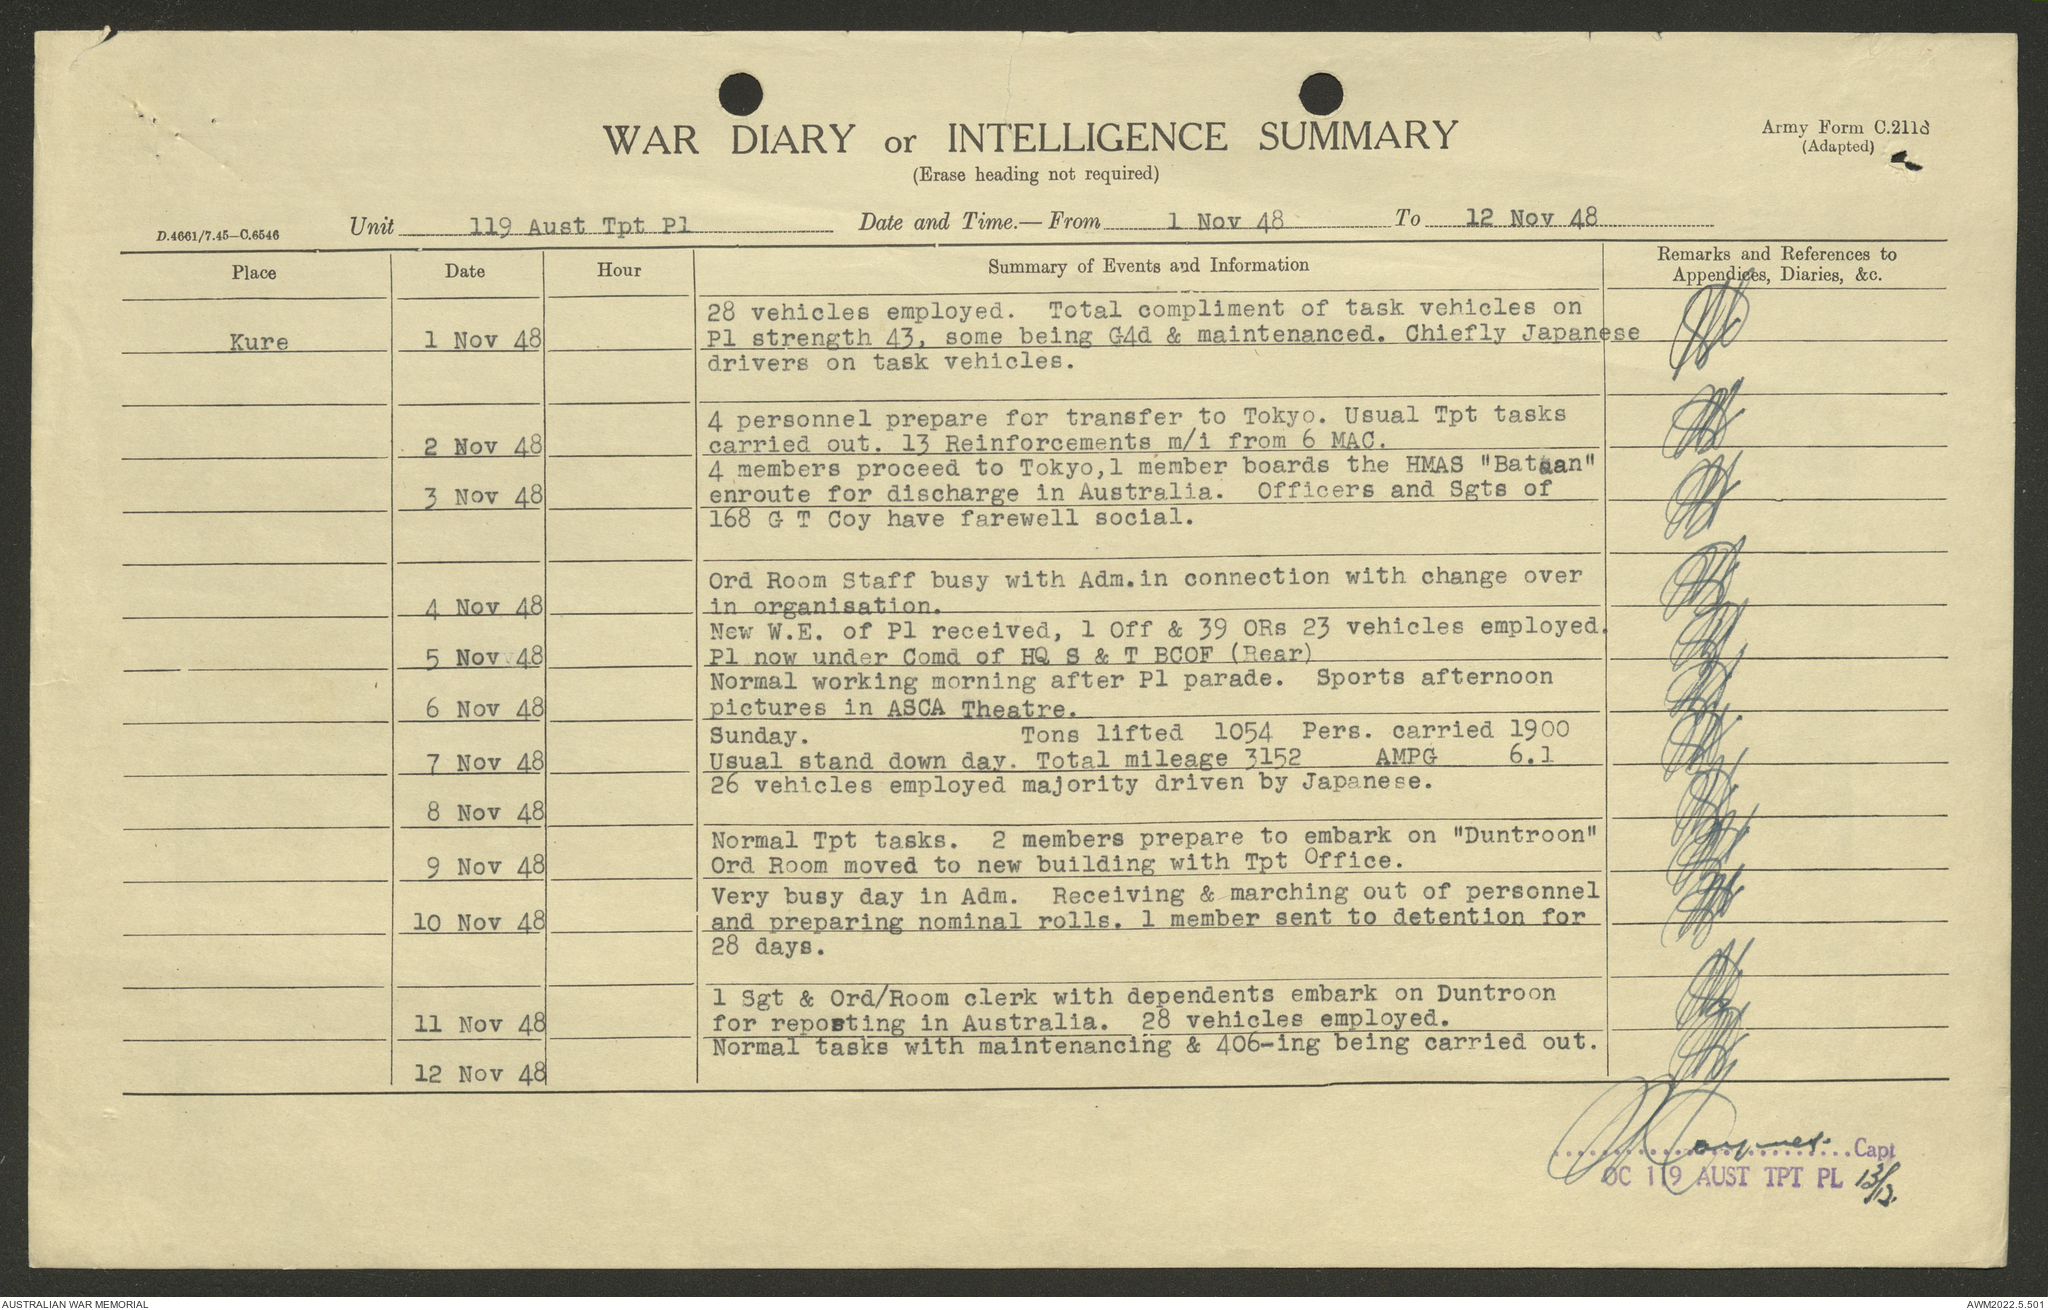 WAR DIARY or INTELLIGENCE SUMMARY
(Erase heading not required)
Army Form C.2118
(Adapted)
D.4661/7.45—C.6546
Unit 119 Aust Tpt Pl Date and Time.—From 1 Nov 48 To 12 Nov 48
Place Date Hour Summary of Events and Information Remarks and References to
Appendices, Diaries, &c.
28 vehicles employed. Total compliment of task vehicles on
Kure 1 Nov 48 Pl strength 43, some being G4d & maintenanced. Chiefly Japanese
drivers on task vehicles.
4 personnel prepare for transfer to Tokyo. Usual Tpt tasks
2 Nov 48 carried out. 13 Reinforcements m/i from 6 MAC.
4 members proceed to Tokyo, 1 member boards the HMAS "Bataan"
3 Nov 48 enroute for discharge in Australia. Officers and Sgts of
168 G T Coy have farewell social.
Ord Room Staff busy with Adm. in connection with change over
4 Nov 48 in organisation.
New W.E. of Pl received, 1 Off & 39 ORs 23 vehicles employed.
5 Nov 48 Pl now under Comd of HQ S & T BCOF (Rear)
Normal working morning after Pl parade. Sports afternoon
6 Nov 48 pictures in ASCA Theatre.
Sunday. Tons lifted 1054 Pers. carried 1900
7 Nov 48 Usual stand down day. Total mileage 3152 AMPG 6.1
26 vehicles employed majority driven by Japanese.
8 Nov 48
Normal Tpt tasks. 2 members prepare to embark on "Duntroon"
9 Nov 48 Ord Room moved to new building with Tpt Office.
Very busy day in Adm. Receiving & marching out of personnel
10 Nov 48 and preparing nominal rolls. 1 member sent to detention for
28 days.
1 Sgt & Ord/Room clerk with dependents embark on Duntroon
11 Nov 48 for reposting in Australia. 28 vehicles employed.
Normal tasks with maintenancing & 406-ing being carried out.
12 Nov 48
Capt
OC 119 AUST TPT PL 13/12.
AUSTRALIAN WAR MEMORIAL
AWM2022.5.501